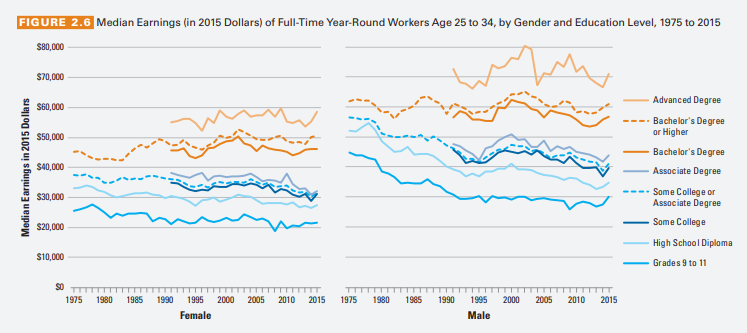 FIGURE 2.6 Median Earnings (in 2015 Dollars) of Full-Time Year-Round Workers Age 25 to 34, by Gender and Education Level, 1975 to 2015
Median Earnings in 2015 Dollars
$80,000
$70,000
$60,000
$50,000
$40,000
$30,000
$20,000
$10,000
$0
1975 1980 1985 1990 1995 2000 2005 2010 2015
Female
1975 1980 1985 1990 1995 2000 2005 2010 2015
Male
Advanced Degree
Bachelor's Degree
or Higher
Bachelor's Degree
Associate Degree
Some College or
Associate Degree
Some College
High School Diploma
Grades 9 to 11